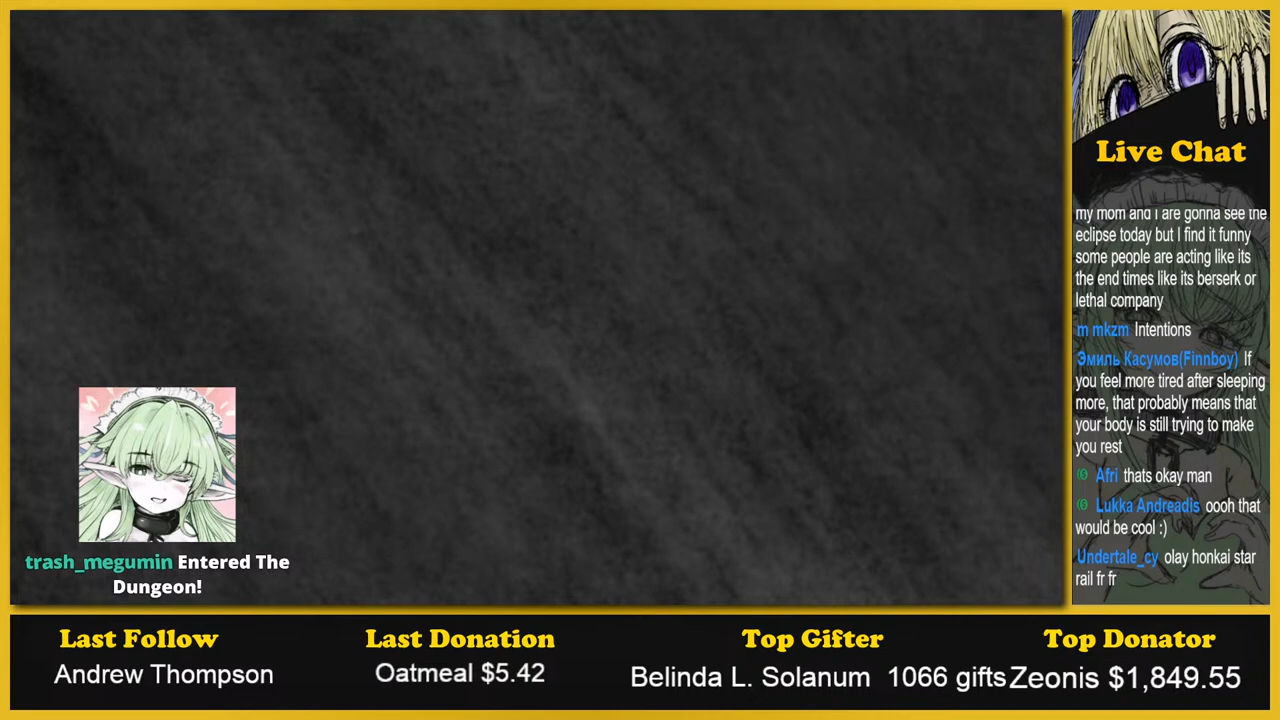 Live Chat
my mom and I are gonna see the
eclipse today but I find it funny
some people are acting like its
the end times like its berserk or
lethal company
m mkzm Intentions
Эмиль Касумов(Finnboy) If
you feel more tired after sleeping
more, that probably means that
your body is still trying to make
you rest
Afri thats okay man
Lukka Andreadis oooh that
would be cool :)
Undertale_cy olay honkai star
rail fr fr
trash_megumin Entered The
Dungeon!
Last Follow
Andrew Thompson
Last Donation
Oatmeal $5.42
Top Gifter
Belinda L. Solanum 1066 gifts
Top Donator
Zeonis $1,849.55